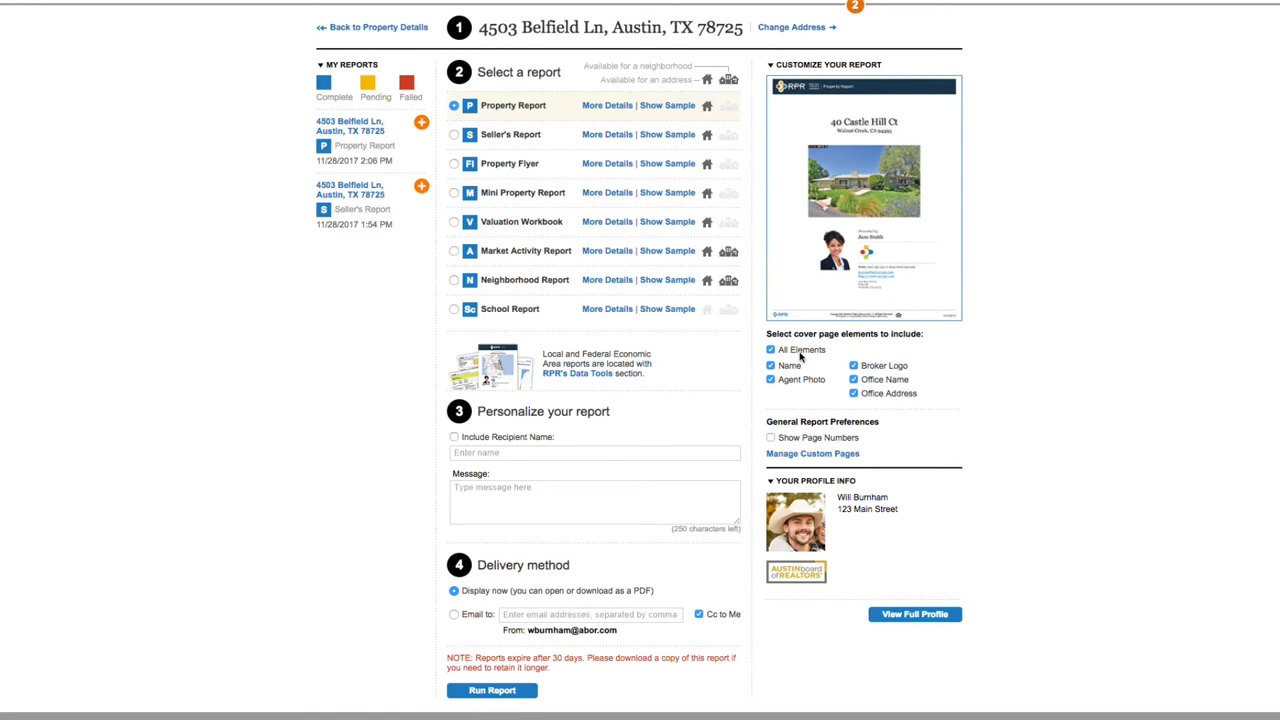 2
Back to Property Details
1 4503 Belfield Ln, Austin, TX 78725
Change Address
MY REPORTS
Complete Pending Failed
4503 Belfield Ln,
Austin, TX 78725
P Property Report
11/28/2017 2:06 PM
4503 Belfield Ln,
Austin, TX 78725
S Seller's Report
11/28/2017 1:54 PM
2 Select a report
Available for a neighborhood
Available for an address
P Property Report More Details | Show Sample
S Seller's Report More Details | Show Sample
Fl Property Flyer More Details | Show Sample
M Mini Property Report More Details | Show Sample
V Valuation Workbook More Details | Show Sample
A Market Activity Report More Details | Show Sample
N Neighborhood Report More Details | Show Sample
Sc School Report More Details | Show Sample
Local and Federal Economic
Area reports are located with
RPR's Data Tools section.
3 Personalize your report
Include Recipient Name:
Enter name
Message:
Type message here
(250 characters left)
4 Delivery method
Display now (you can open or download as a PDF)
Email to: Enter email addresses, separated by comma Cc to Me
From: wburnham@abor.com
NOTE: Reports expire after 30 days. Please download a copy of this report if
you need to retain it longer.
Run Report
CUSTOMIZE YOUR REPORT
RPR Property Report
40 Castle Hill Ct
Walnut Creek, CA 94595
Jane Smith
Select cover page elements to include:
All Elements
Name Broker Logo
Agent Photo Office Name
Office Address
General Report Preferences
Show Page Numbers
Manage Custom Pages
YOUR PROFILE INFO
Will Burnham
123 Main Street
AUSTIN board
of REALTORS
View Full Profile